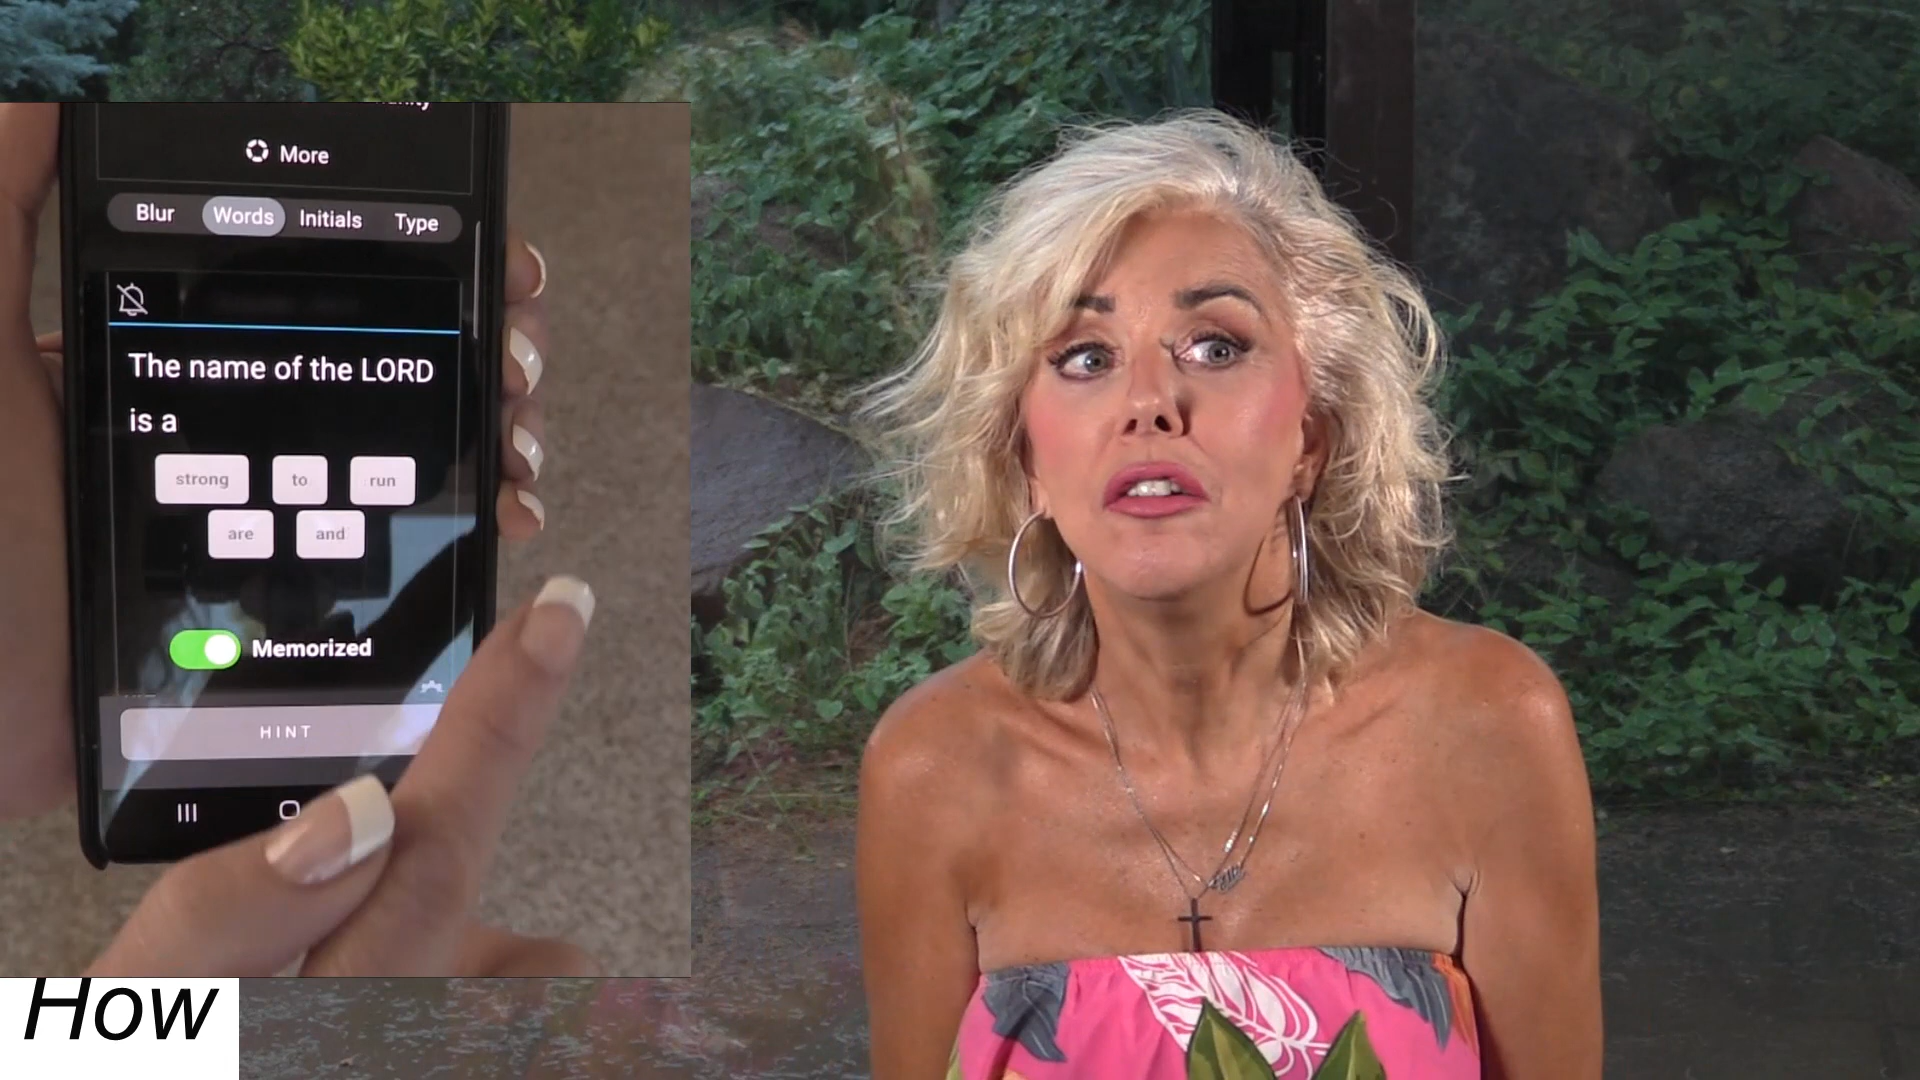 More
Blur Words Initials Type
The name of the LORD
is a
strong to run
are and
Memorized
HINT
How